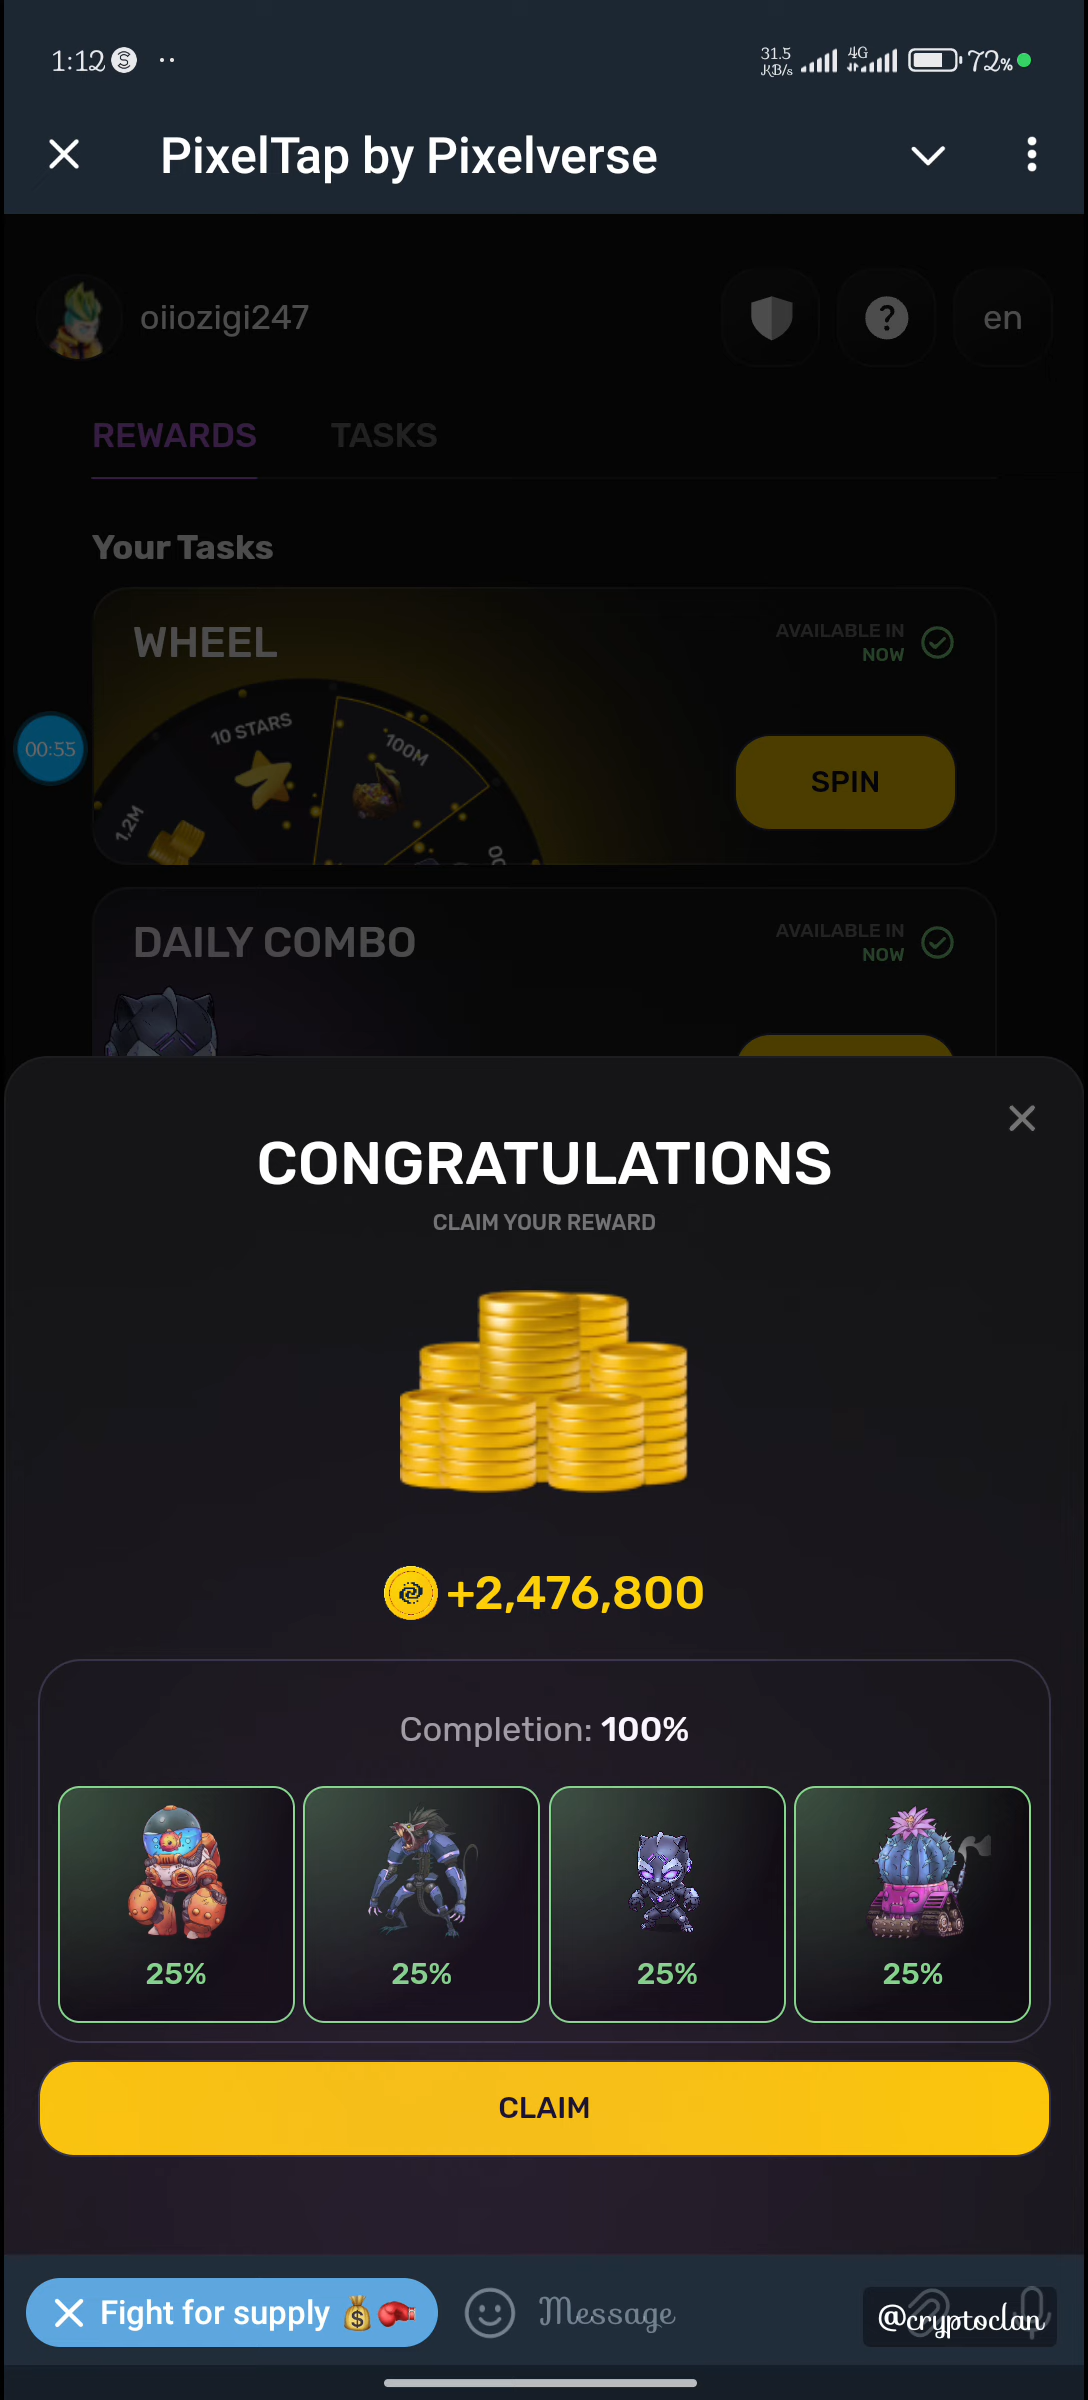 1:12
31.5
KB/s
4G
72%
PixelTap by Pixelverse
oiiozigi247
en
REWARDS
TASKS
Your Tasks
WHEEL
AVAILABLE IN
NOW
10 STARS
100M
1,2M
00:55
SPIN
DAILY COMBO
AVAILABLE IN
NOW
CONGRATULATIONS
CLAIM YOUR REWARD
+2,476,800
Completion: 100%
25%
25%
25%
25%
CLAIM
Fight for supply 💰🥊
Message
@cryptoclan